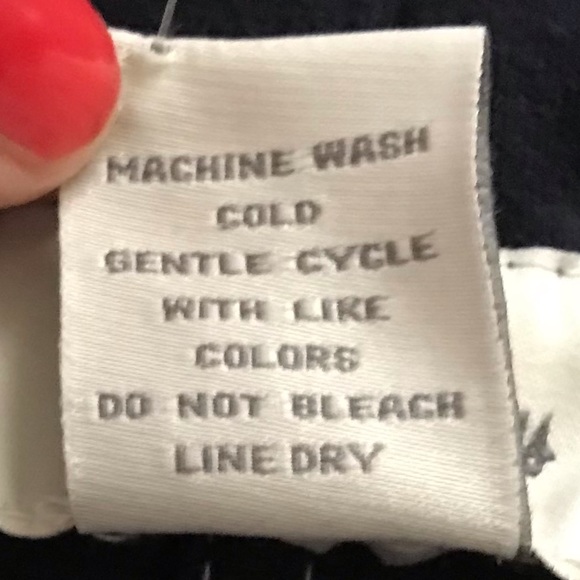 MACHINE WASH
COLD
GENTLE CYCLE
WITH LIKE
COLORS
DO NOT BLEACH
LINE DRY